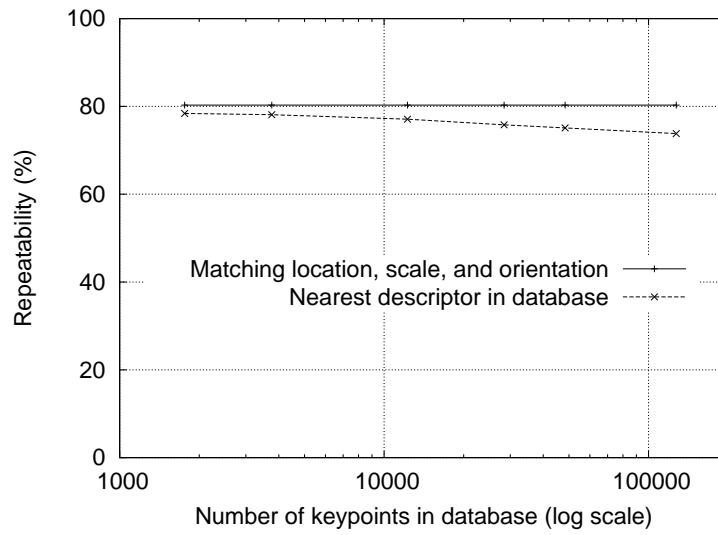 100
80
60
40
20
0
Repeatability (%)
Matching location, scale, and orientation
Nearest descriptor in database
1000 10000 100000
Number of keypoints in database (log scale)